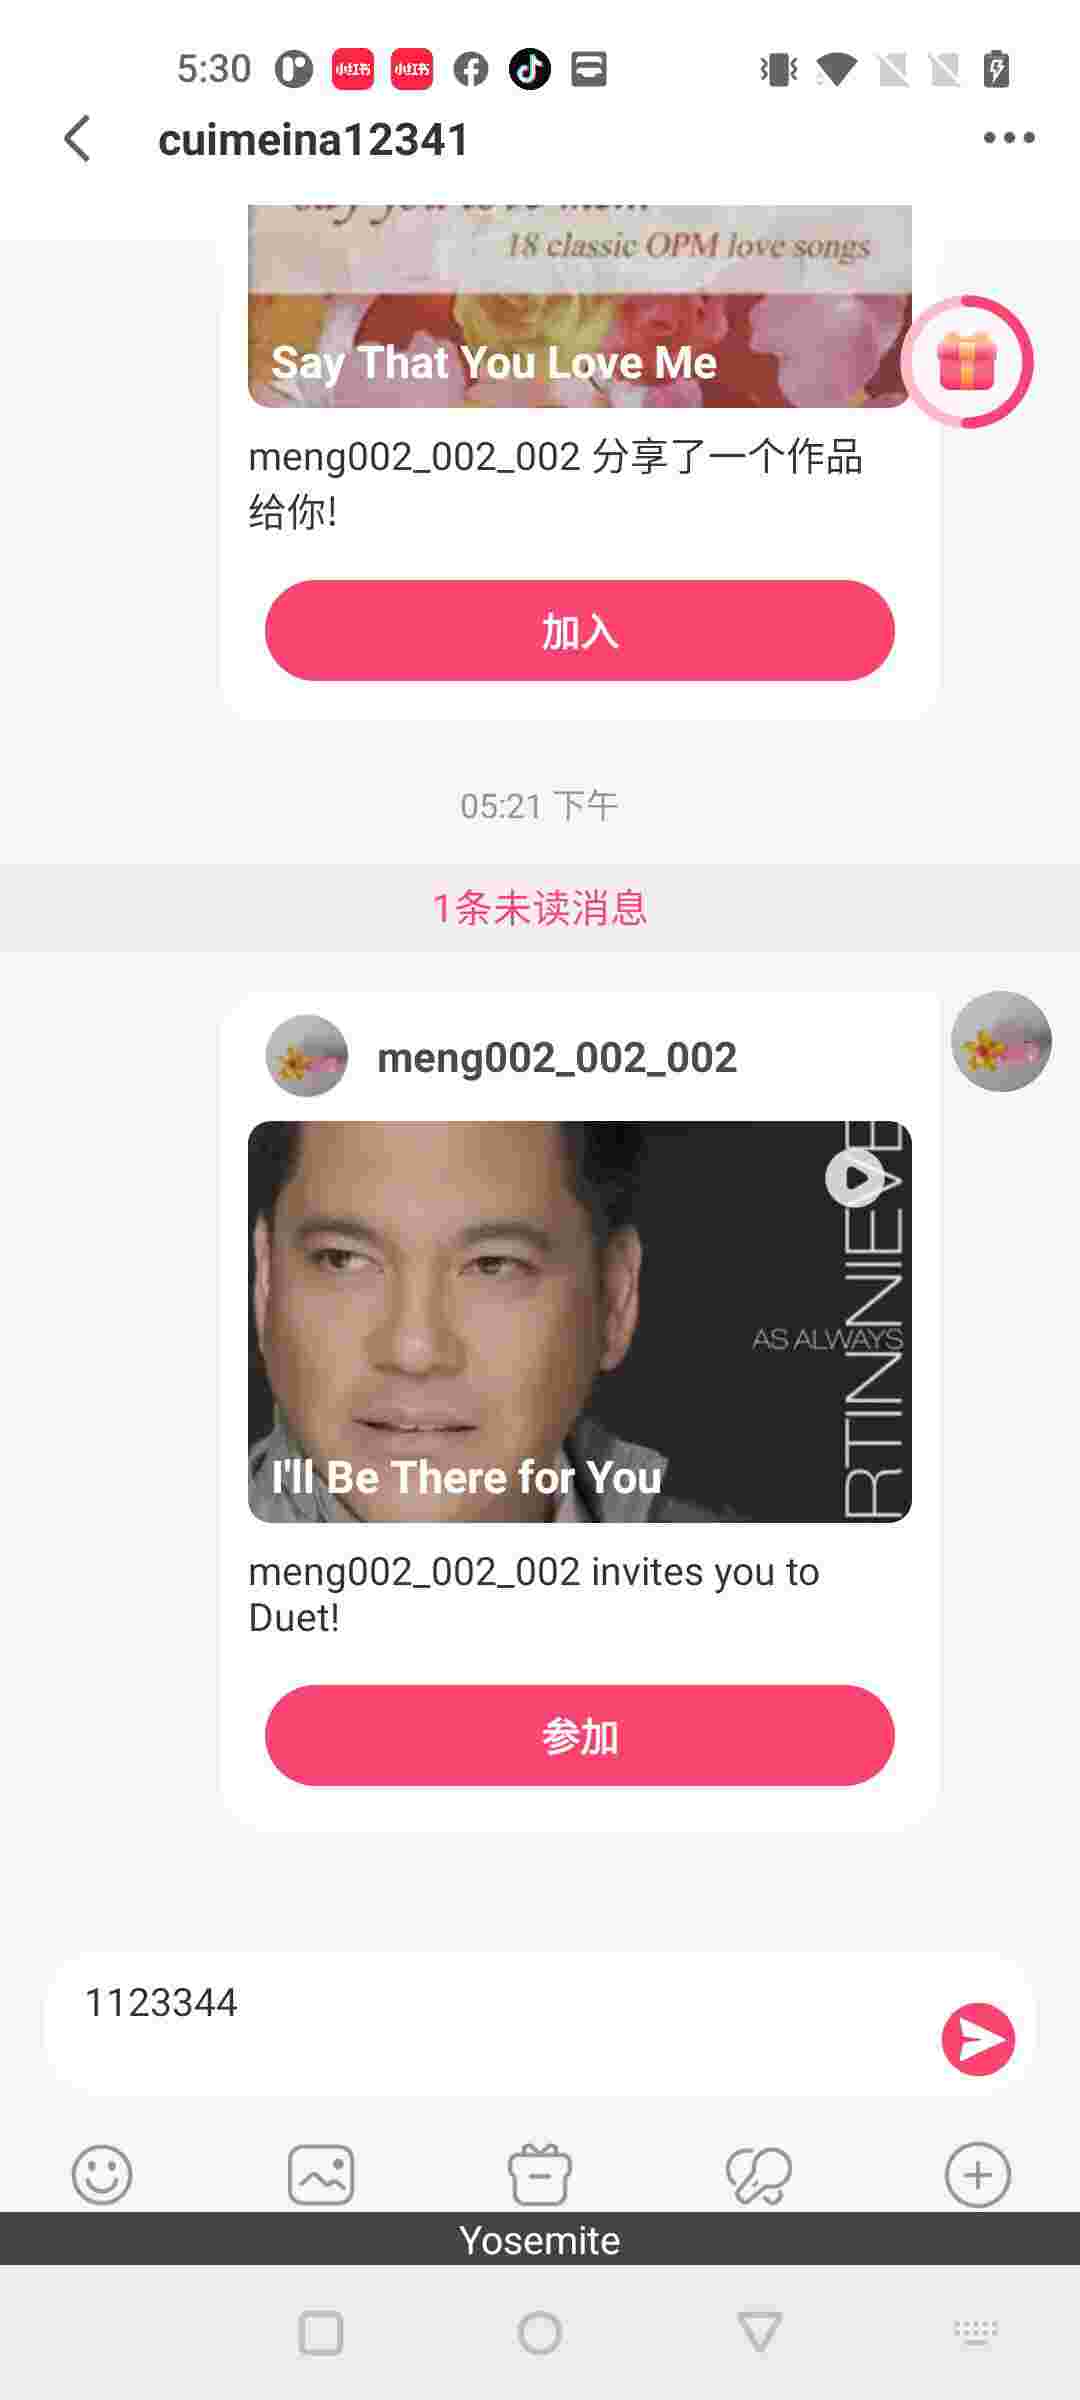 5:30
小红书
小红书
cuimeina12341
18 classic OPM love songs
Say That You Love Me
meng002_002_002 分享了一个作品
给你!
加入
05:21 下午
1条未读消息
meng002_002_002
RTINNIEVE
AS ALWAYS
I'll Be There for You
meng002_002_002 invites you to
Duet!
参加
1123344
Yosemite